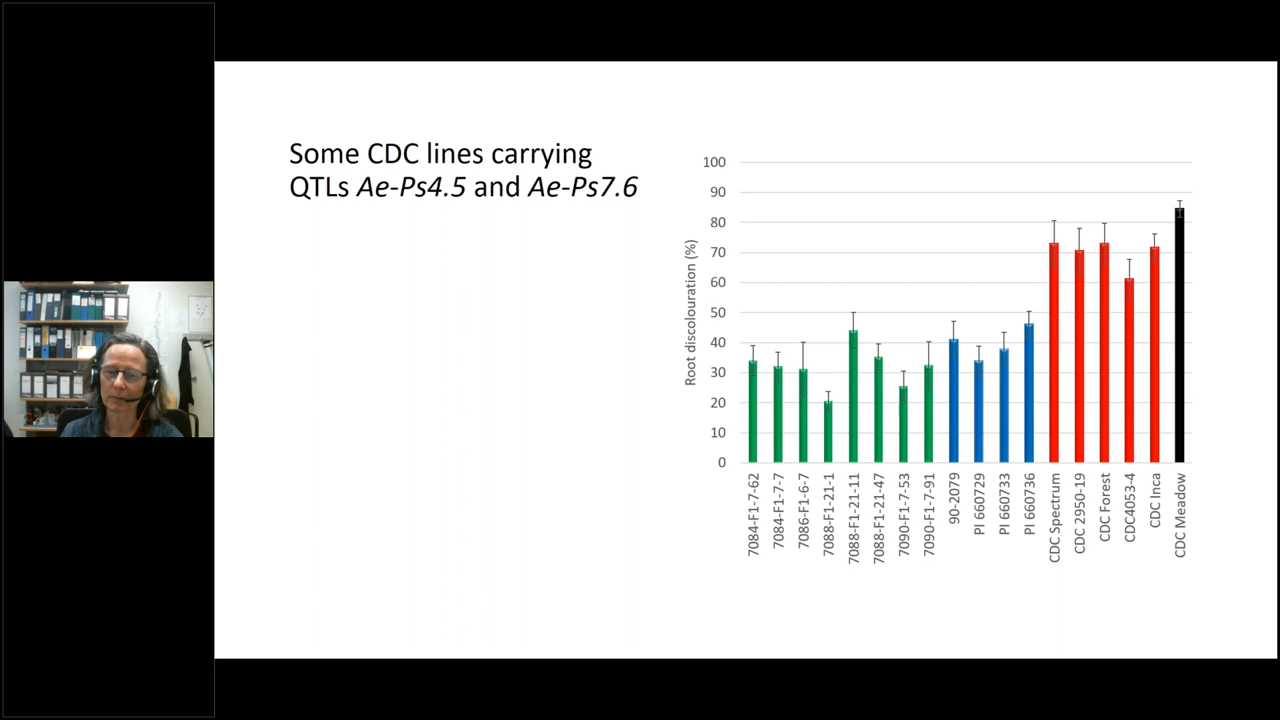 Some CDC lines carrying
QTLs Ae-Ps4.5 and Ae-Ps7.6
Root discolouration (%)
100
90
80
70
60
50
40
30
20
10
0
7084-F1-7-62
7084-F1-7-7
7086-F1-6-7
7088-F1-21-1
7088-F1-21-11
7088-F1-21-47
7090-F1-7-53
7090-F1-7-91
90-2079
PI 660729
PI 660733
PI 660736
CDC Spectrum
CDC 2950-19
CDC Forest
CDC4053-4
CDC Inca
CDC Meadow